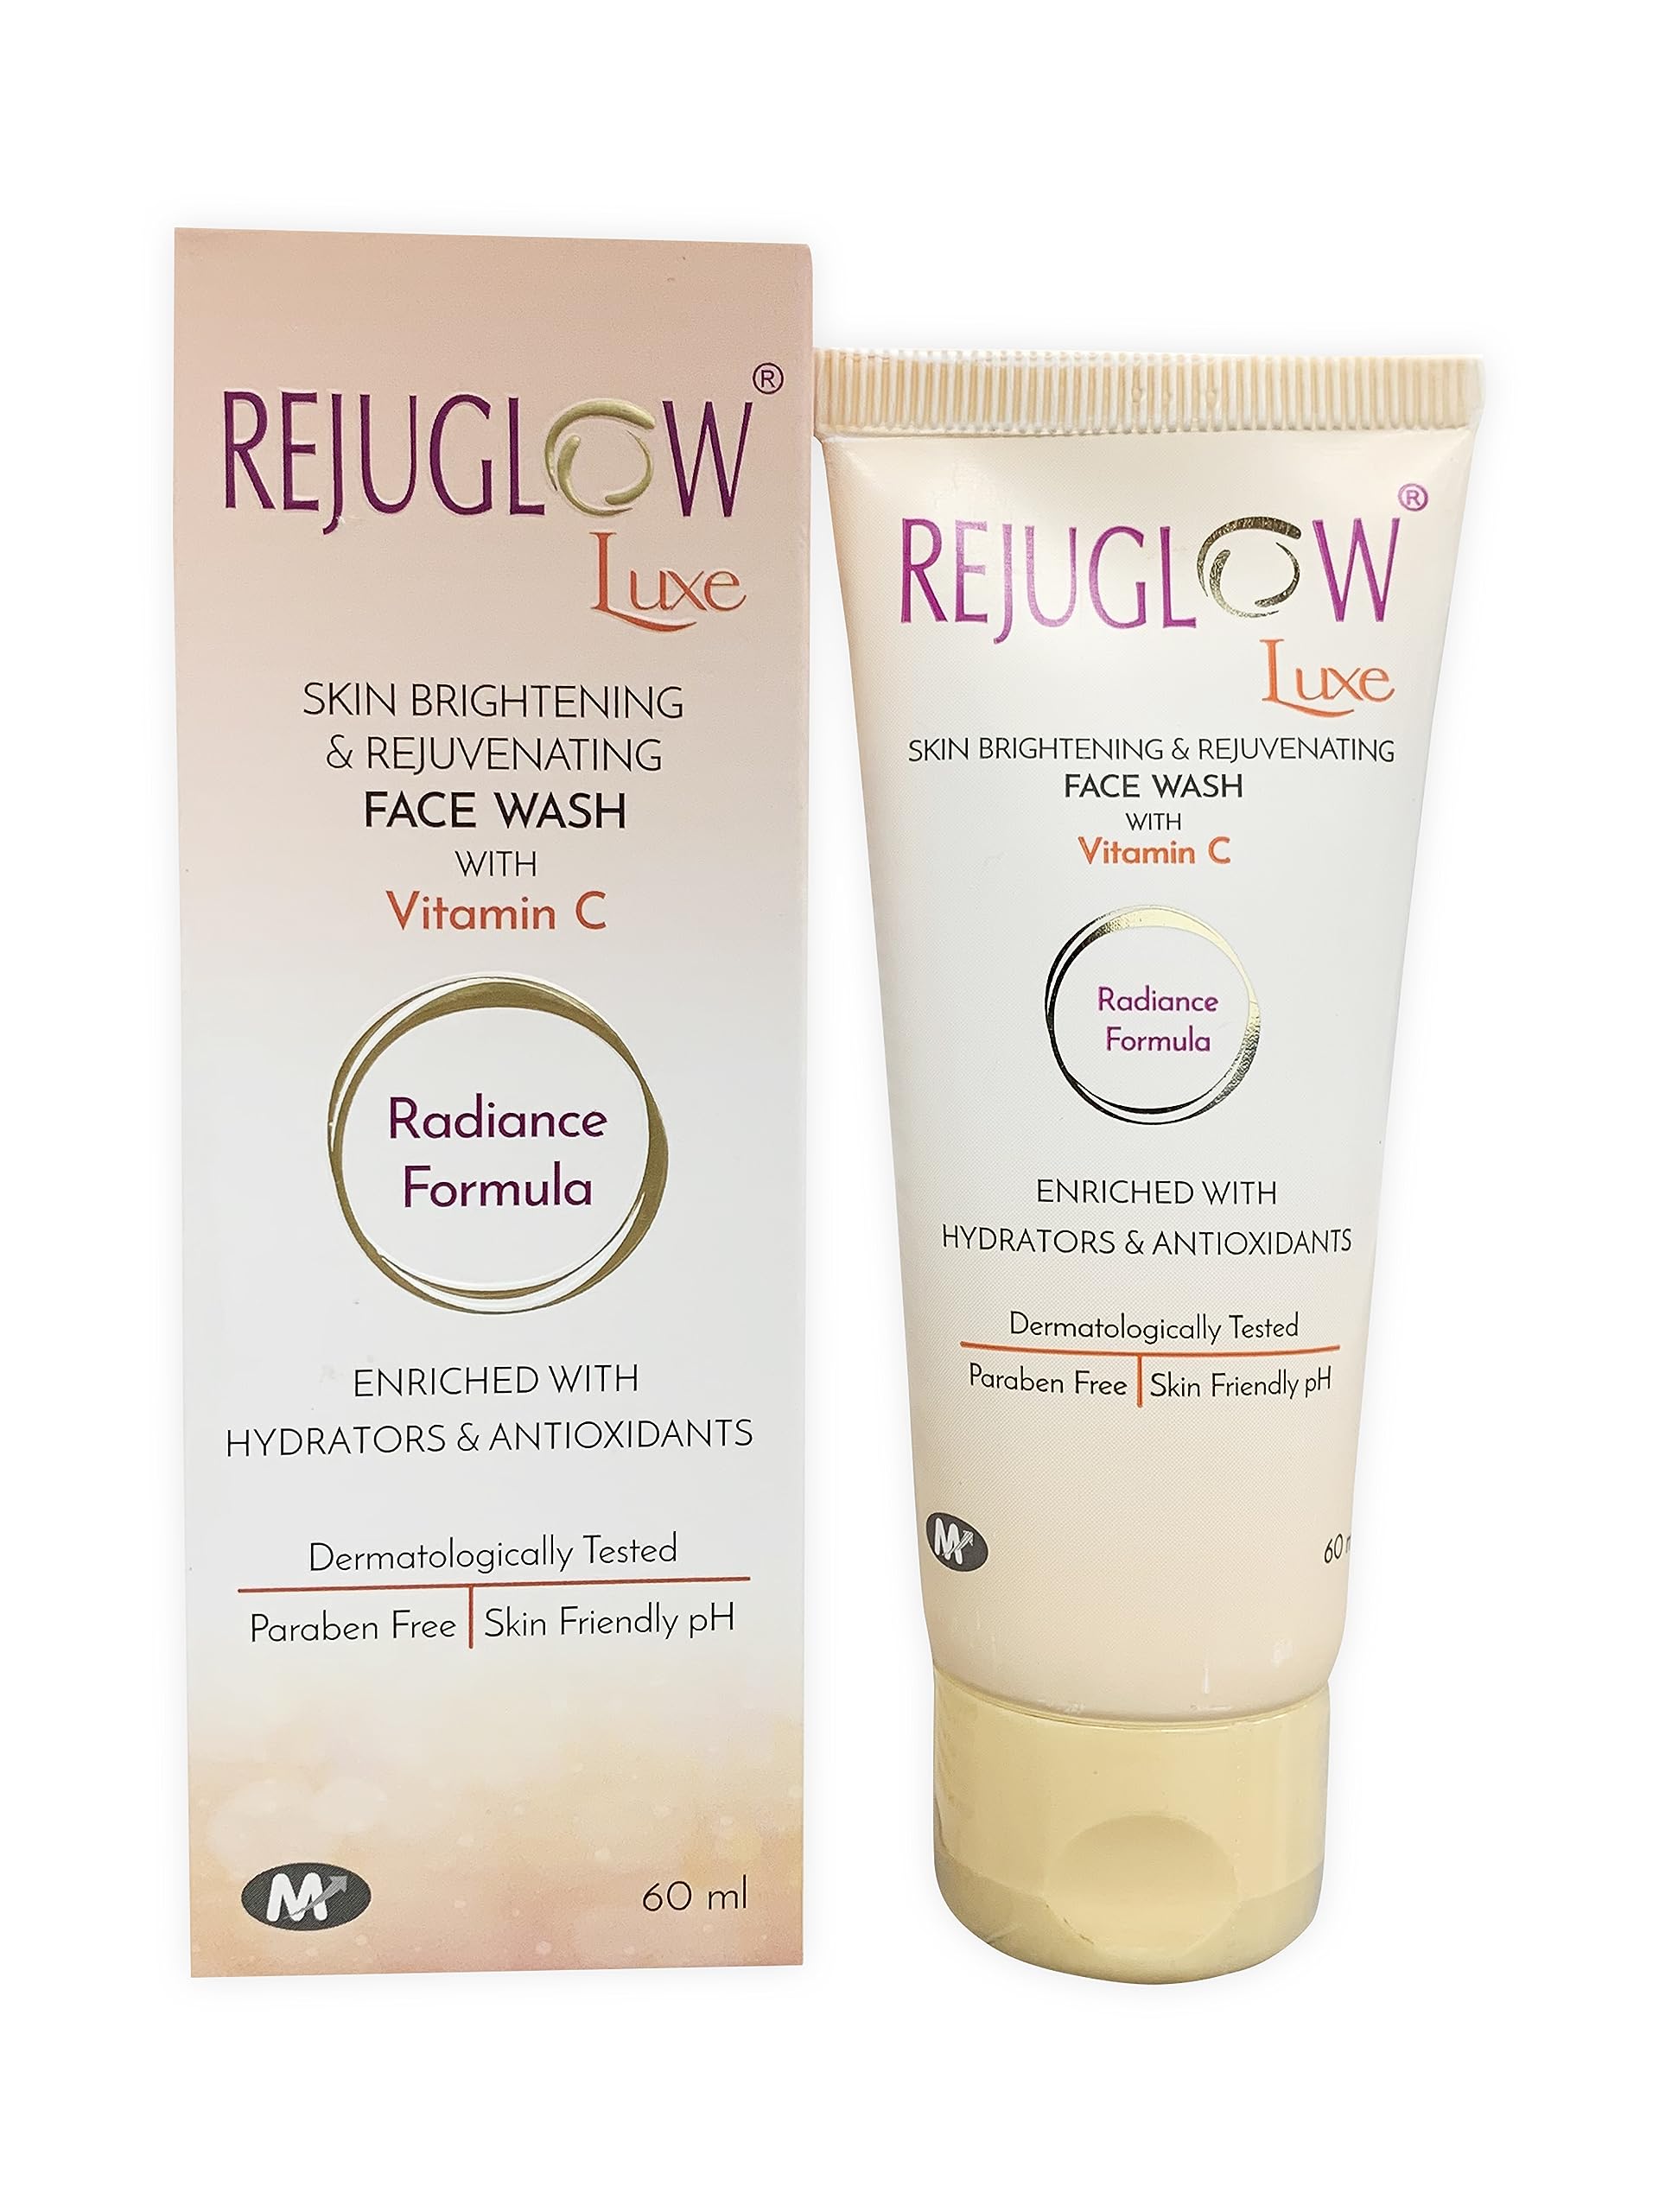 REJUGLOW®
Luxe
SKIN BRIGHTENING
& REJUVENATING
FACE WASH
WITH
Vitamin C
Radiance
Formula
ENRICHED WITH
HYDRATORS & ANTIOXIDANTS
Dermatologically Tested
Paraben Free | Skin Friendly pH
M
60 ml
REJUGLOW®
Luxe
SKIN BRIGHTENING & REJUVENATING
FACE WASH
WITH
Vitamin C
Radiance
Formula
ENRICHED WITH
HYDRATORS & ANTIOXIDANTS
Dermatologically Tested
Paraben Free | Skin Friendly pH
M
60